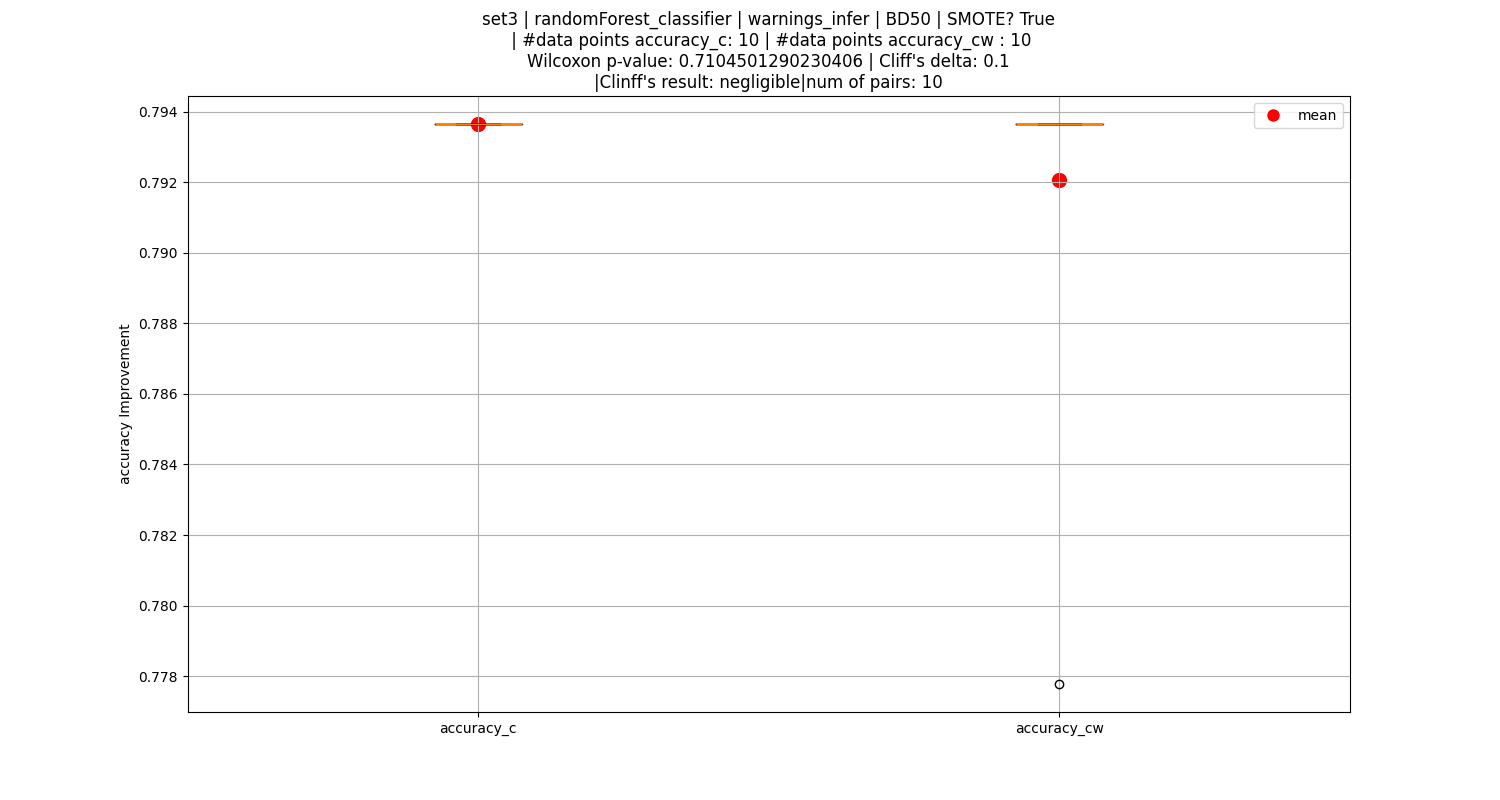 set3 | randomForest_classifier | warnings_infer | BD50 | SMOTE? True
| #data points accuracy_c: 10 | #data points accuracy_cw : 10
Wilcoxon p-value: 0.7104501290230406 | Cliff's delta: 0.1
|Clinff's result: negligible|num of pairs: 10
mean
0.794
0.792
0.790
0.788
0.786
0.784
0.782
0.780
0.778
accuracy Improvement
accuracy_c
accuracy_cw